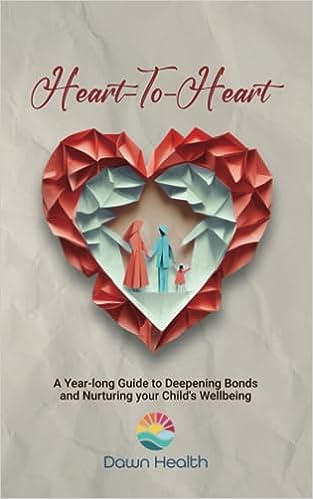 Heart-To-Heart
A Year-long Guide to Deepening Bonds
and Nurturing your Child's Wellbeing
Dawn Health